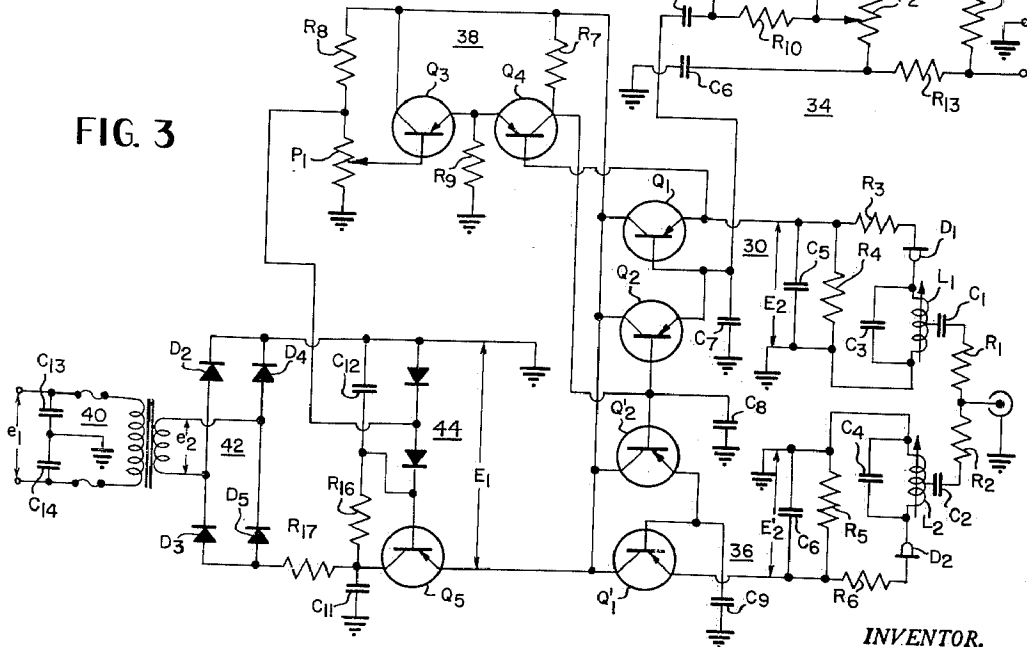 FIG. 3
R8
38
R7
Q3
Q4
P1
R9
R10
C6
R13
34
Q1
R3
D1
30
C5
R4
L1
C1
E2
C3
Q2
C7
R1
C13
D2
D4
C12
40
e1
e'2
42
44
E1
C8
Q'2
C4
R2
C14
D5
R16
D3
R17
E'2
C6
R5
L2
C2
D2
36
C11
Q5
Q'1
C9
R6
INVENTOR.